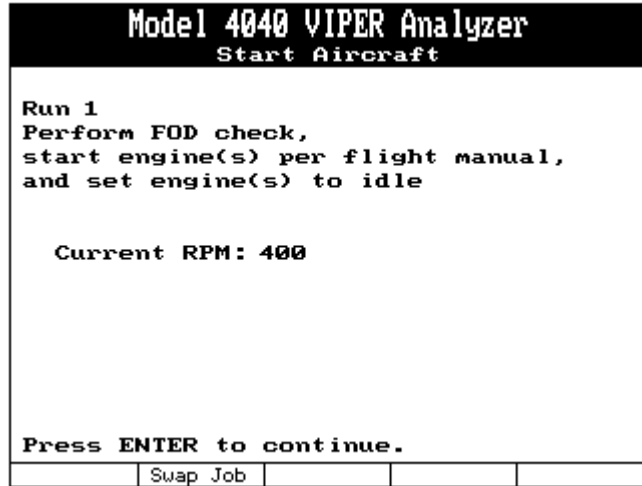 Model 4040 VIPER Analyzer
Start Aircraft
Run 1
Perform FOD check,
start engine(s) per flight manual,
and set engine(s) to idle
Current RPM: 400
Press ENTER to continue.
Swap Job